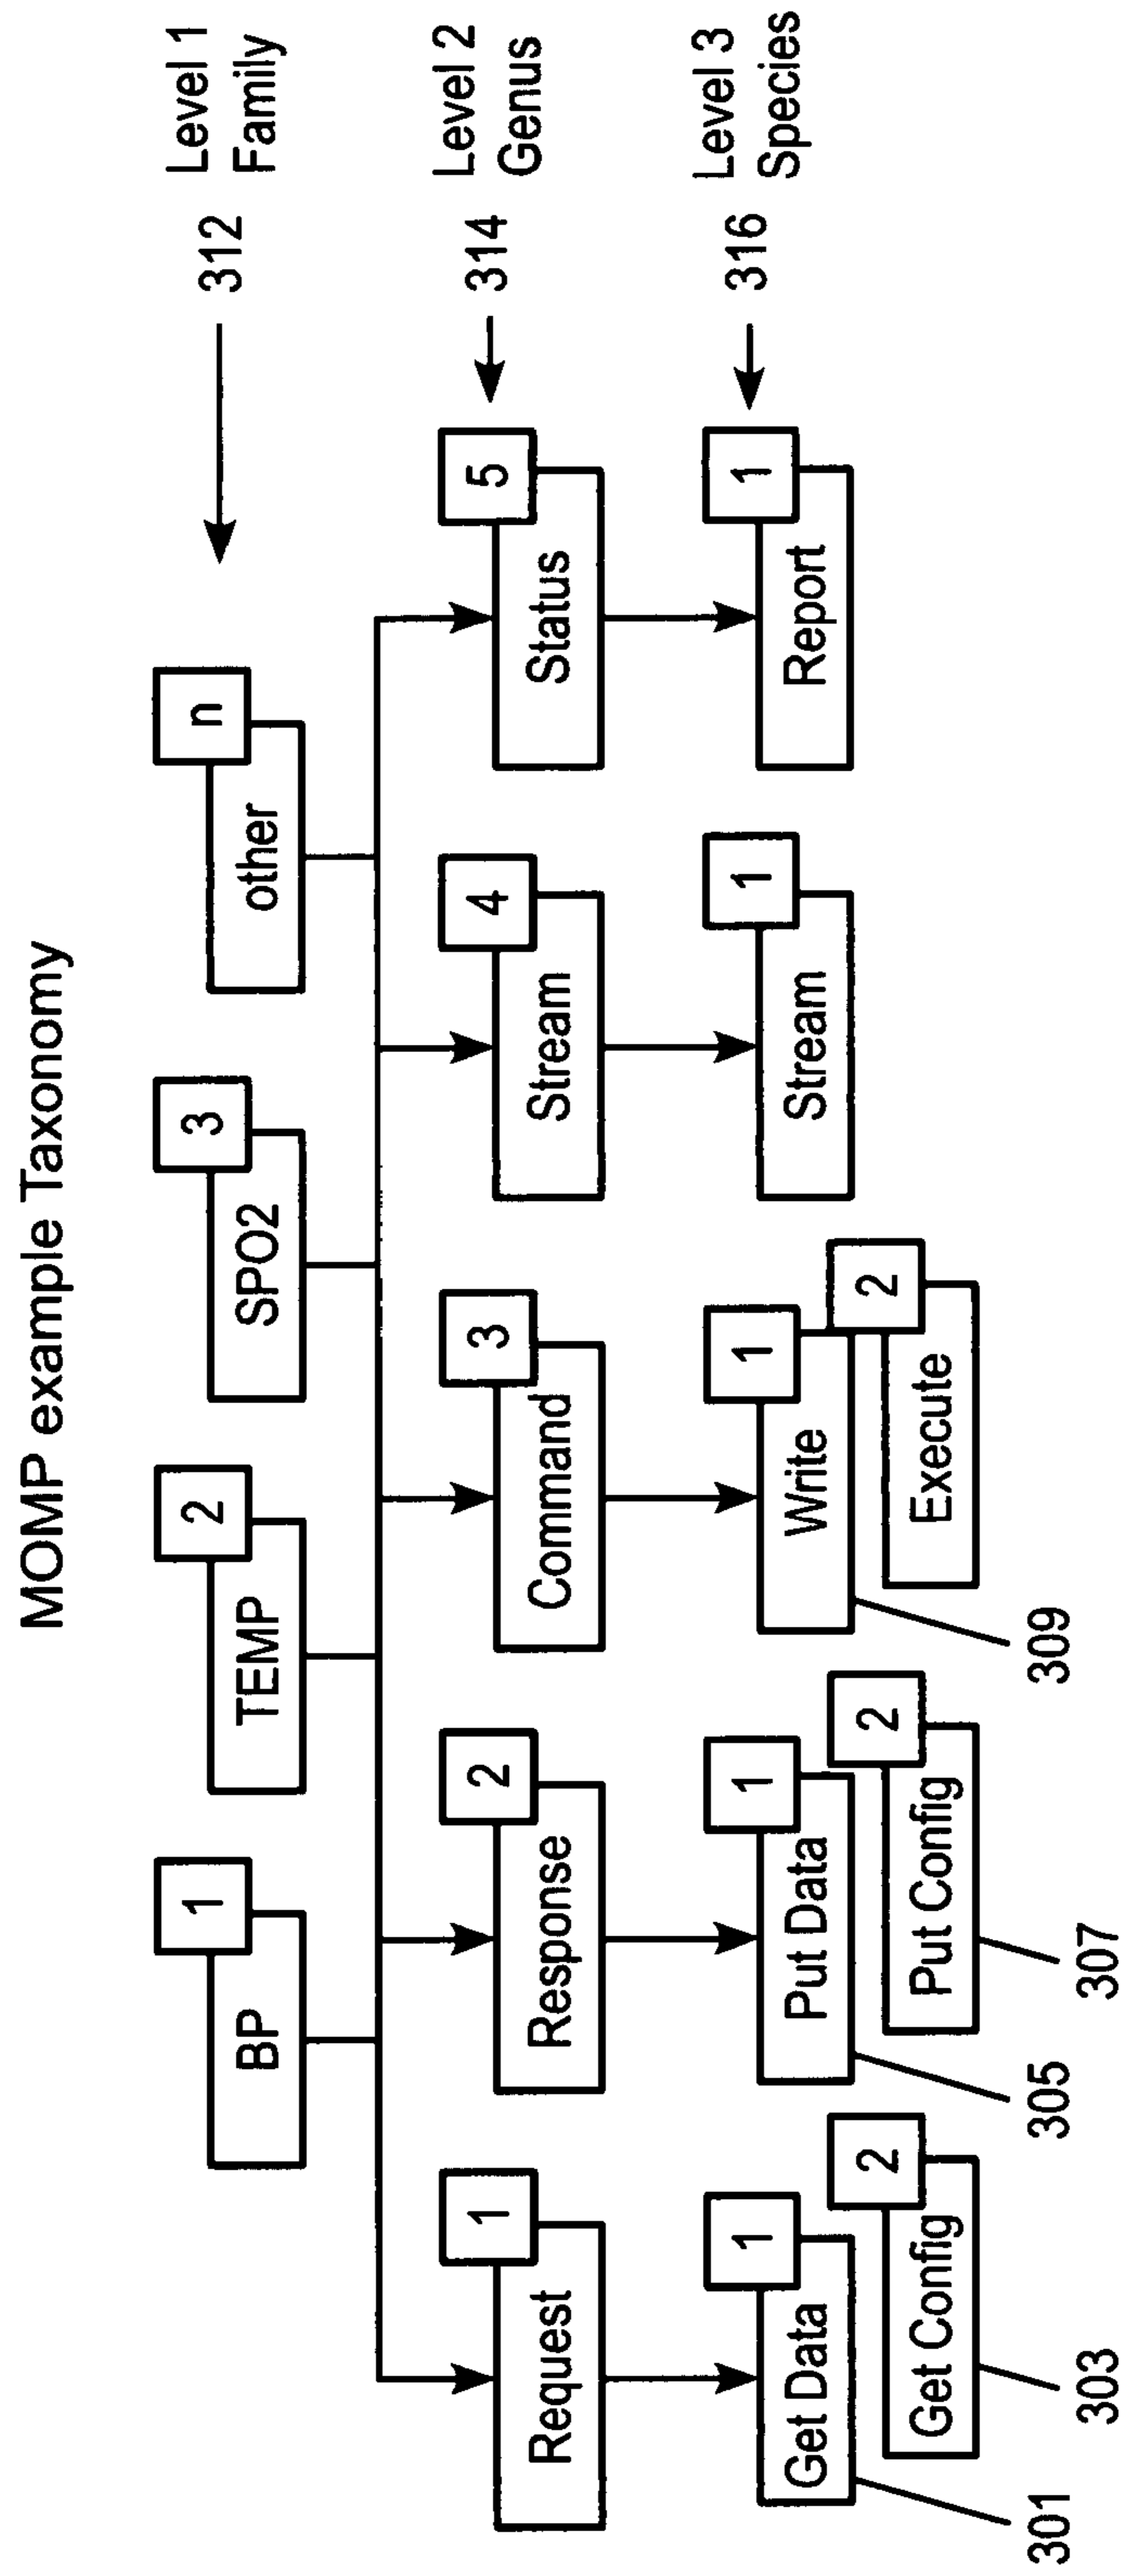 MOMP example Taxonomy
BP
1
TEMP
2
SPO2
3
other
n
312
Level 1
Family
Request
1
Response
2
Command
3
Stream
4
Status
5
314
Level 2
Genus
Get Data
1
Get Config
2
Put Data
1
Put Config
2
Write
1
Execute
2
Stream
1
Report
1
316
Level 3
Species
301
303
305
307
309